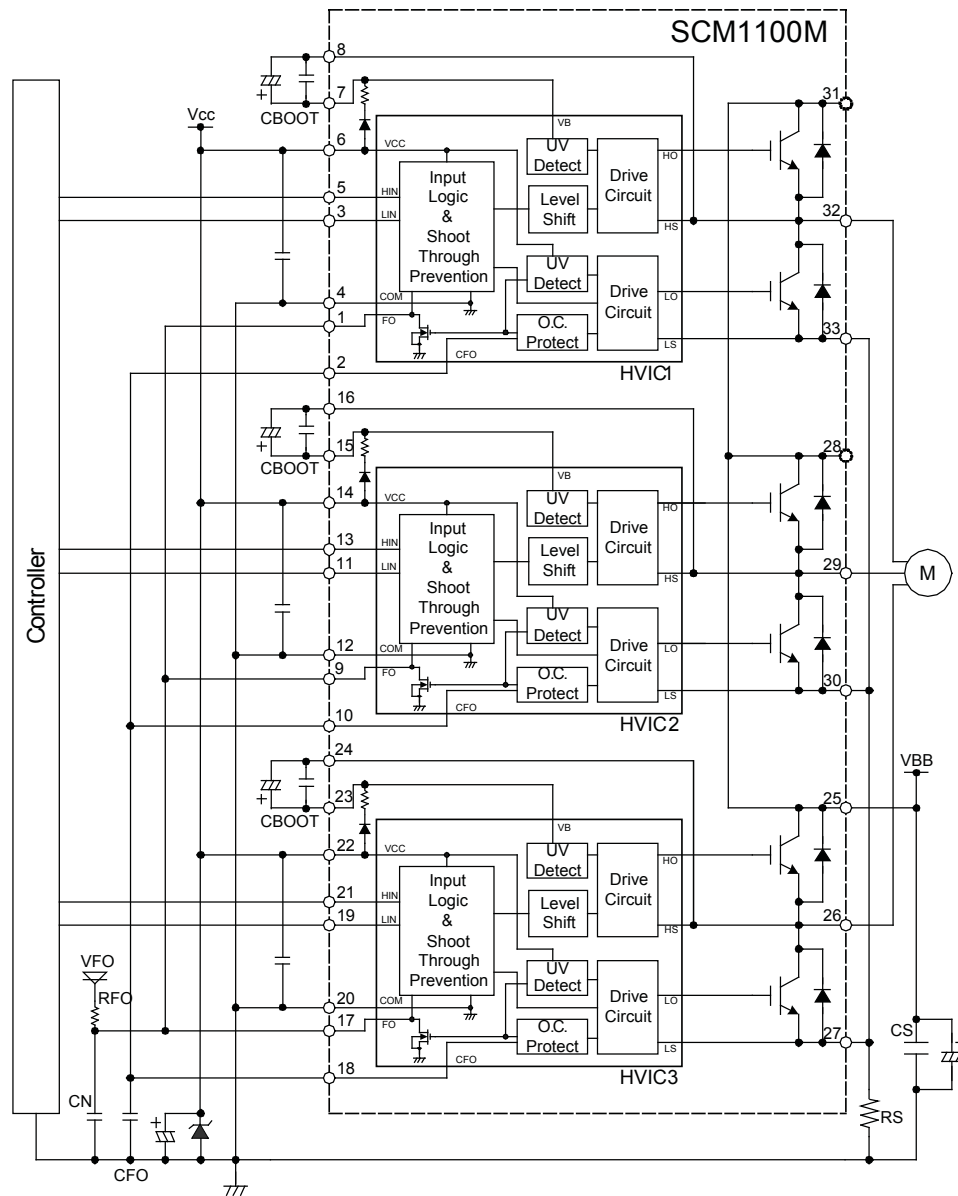 SCM1100M
8
7
CBOOT
Vcc
6
5
3
4
1
2
VCC
HIN
LIN
COM
FO
CFO
VB
Input
Logic
&
Shoot
Through
Prevention
UV
Detect
Level
Shift
UV
Detect
O.C.
Protect
Drive
Circuit
Drive
Circuit
HO
HS
LO
LS
HVIC1
31
32
33
16
15
CBOOT
14
13
11
12
9
10
VCC
HIN
LIN
COM
FO
CFO
VB
Input
Logic
&
Shoot
Through
Prevention
UV
Detect
Level
Shift
UV
Detect
O.C.
Protect
Drive
Circuit
Drive
Circuit
HO
HS
LO
LS
HVIC2
28
29
30
M
Controller
24
23
CBOOT
22
21
19
20
17
18
VCC
HIN
LIN
COM
FO
CFO
VB
Input
Logic
&
Shoot
Through
Prevention
UV
Detect
Level
Shift
UV
Detect
O.C.
Protect
Drive
Circuit
Drive
Circuit
HO
HS
LO
LS
HVIC3
VBB
25
26
27
VFO
RFO
CN
CFO
CS
RS